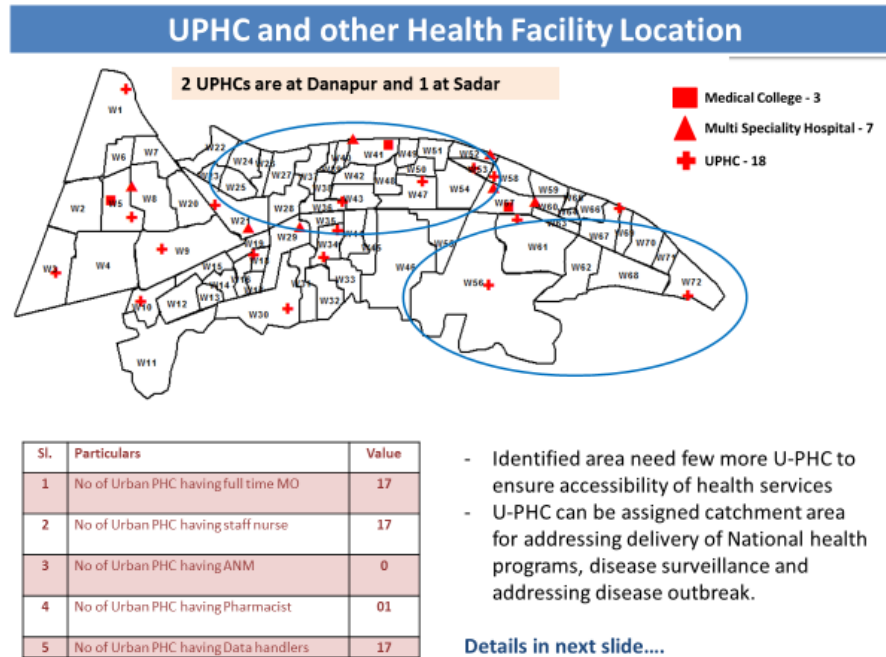 UPHC and other Health Facility Location
2 UPHCs are at Danapur and 1 at Sadar
Medical College - 3
Multi Speciality Hospital - 7
UPHC - 18
W1
W6
W7
W2
W5
W8
W20
W3
W4
W9
W10
W11
W12
W13
W14
W15
W16
W18
W19
W21
W22
W23
W24
W25
W26
W27
W28
W29
W30
W31
W32
W33
W34
W35
W36
W38
W40
W41
W42
W43
W44
W45
W46
W47
W48
W49
W50
W51
W52
W53
W54
W55
W56
W57
W58
W59
W60
W61
W62
W63
W66
W67
W68
W69
W70
W71
W72
Sl. Particulars Value
1 No of Urban PHC having full time MO 17
2 No of Urban PHC having staff nurse 17
3 No of Urban PHC having ANM 0
4 No of Urban PHC having Pharmacist 01
5 No of Urban PHC having Data handlers 17
- Identified area need few more U-PHC to
ensure accessibility of health services
- U-PHC can be assigned catchment area
for addressing delivery of National health
programs, disease surveillance and
addressing disease outbreak.
Details in next slide....